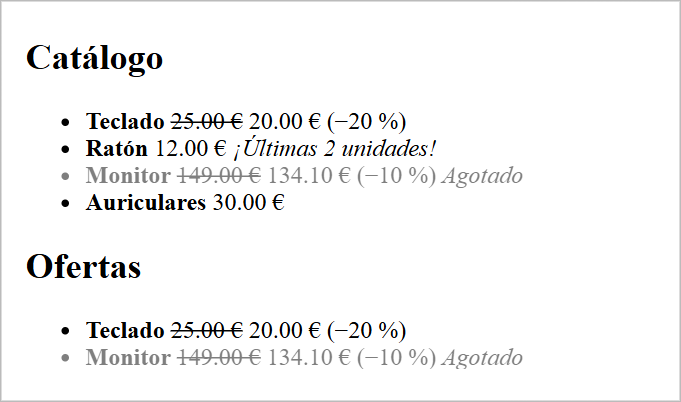 Catálogo
Teclado 25.00 € 20.00 € (−20 %)
Ratón 12.00 € ¡Últimas 2 unidades!
Monitor 149.00 € 134.10 € (−10 %) Agotado
Auriculares 30.00 €
Ofertas
Teclado 25.00 € 20.00 € (−20 %)
Monitor 149.00 € 134.10 € (−10 %) Agotado